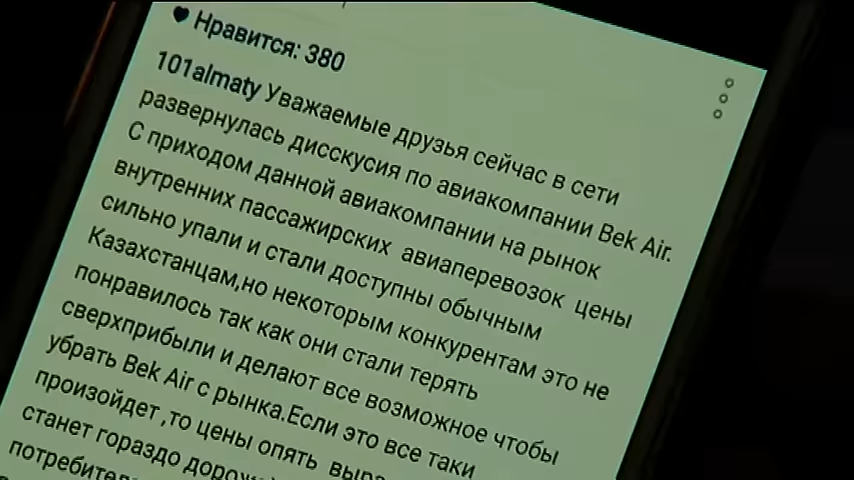 Нравится: 380
101almaty Уважаемые друзья сейчас в сети
развернулась дисскусия по авиакомпании Bek Air.
С приходом данной авиакомпании на рынок
внутренних пассажирских авиаперевозок цены
сильно упали и стали доступны обычным
Казахстанцам,но некоторым конкурентам это не
понравилось так как они стали терять
сверхприбыли и делают все возможное чтобы
убрать Bek Air с рынка.Если это все таки
произойдет ,то цены опять
станет гораздо